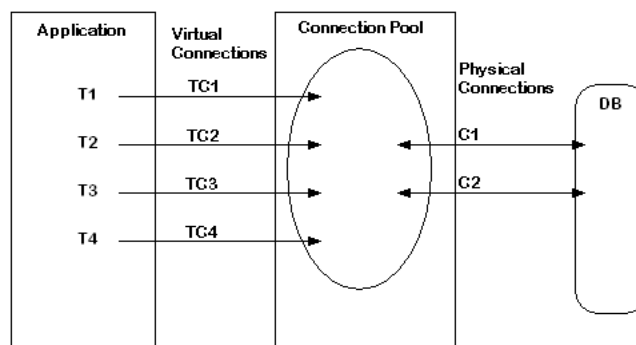 Application
Virtual
Connections
Connection Pool
Physical
Connections
DB
T1
TC1
T2
TC2
C1
T3
TC3
C2
T4
TC4